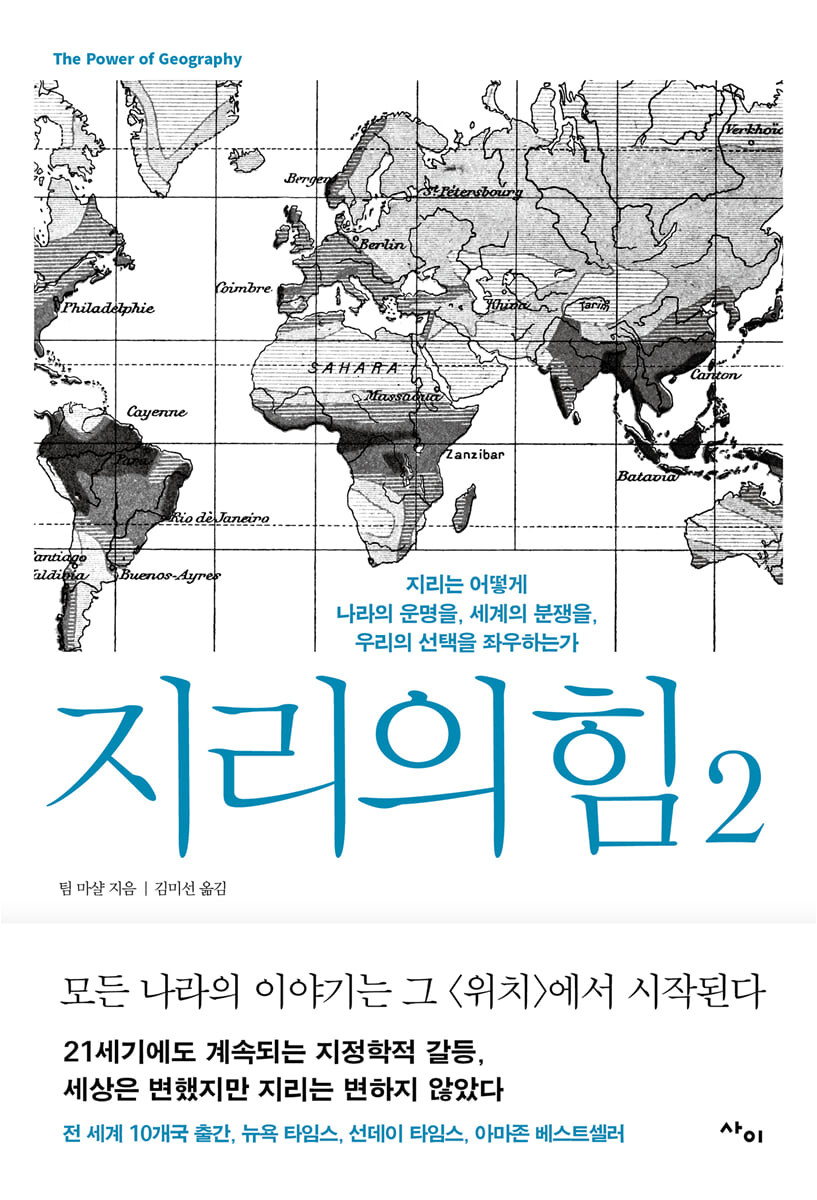 The Power of Geography
Verkhoï
Bergen
St Pétersbourg
Berlin
Coimbre
Khiva
Tarim
Philadelphie
SAHARA
Canton
Massaoua
Cayenne
Zanzibar
Para
Batavia
Rio de Janeiro
antiago
aldibia
Buenos-Ayres
지리는 어떻게
나라의 운명을, 세계의 분쟁을,
우리의 선택을 좌우하는가
지리의 힘 2
팀 마샬 지음 | 김미선 옮김
모든 나라의 이야기는 그 〈위치〉에서 시작된다
21세기에도 계속되는 지정학적 갈등,
세상은 변했지만 지리는 변하지 않았다
전 세계 10개국 출간, 뉴욕 타임스, 선데이 타임스, 아마존 베스트셀러
사이